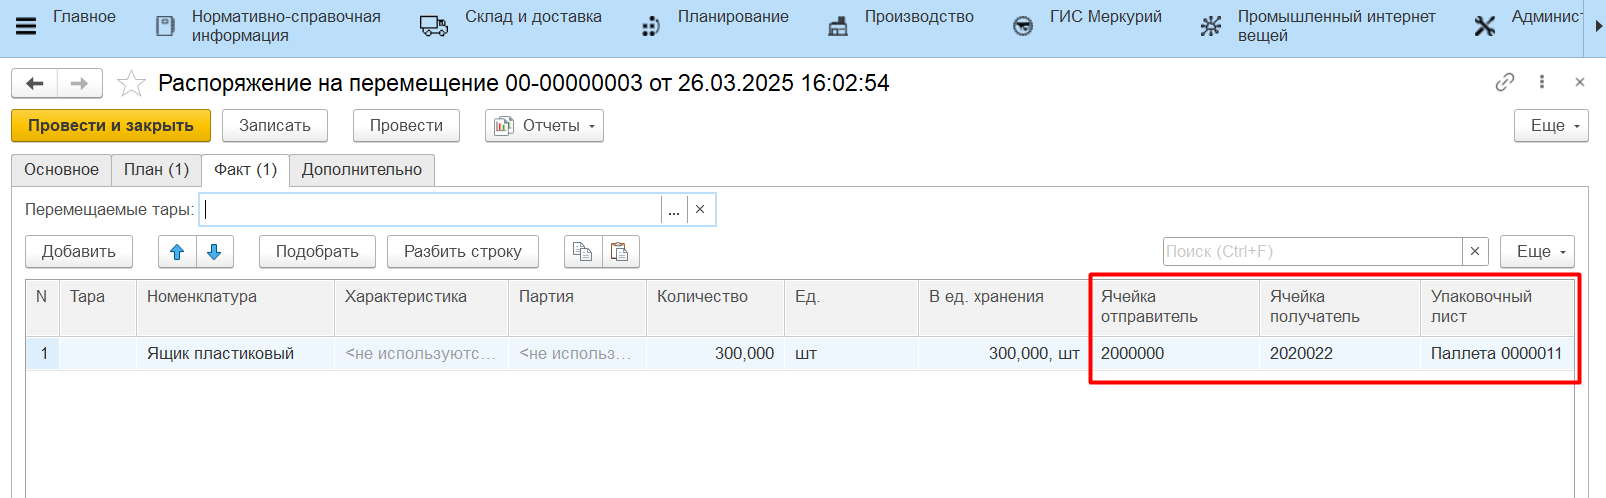 Главное
Нормативно-справочная
информация
Склад и доставка
Планирование
Производство
ГИС Меркурий
Промышленный интернет
вещей
Админист
Распоряжение на перемещение 00-00000003 от 26.03.2025 16:02:54
Провести и закрыть
Записать
Провести
Отчеты
Еще
Основное
План (1)
Факт (1)
Дополнительно
Перемещаемые тары:
...
Добавить
Подобрать
Разбить строку
Поиск (Ctrl+F)
Еще
N
Тара
Номенклатура
Характеристика
Партия
Количество
Ед.
В ед. хранения
Ячейка
отправитель
Ячейка
получатель
Упаковочный
лист
1
Ящик пластиковый
<не используютс...
<не использ...
300,000
шт
300,000, шт
2000000
2020022
Паллета 0000011